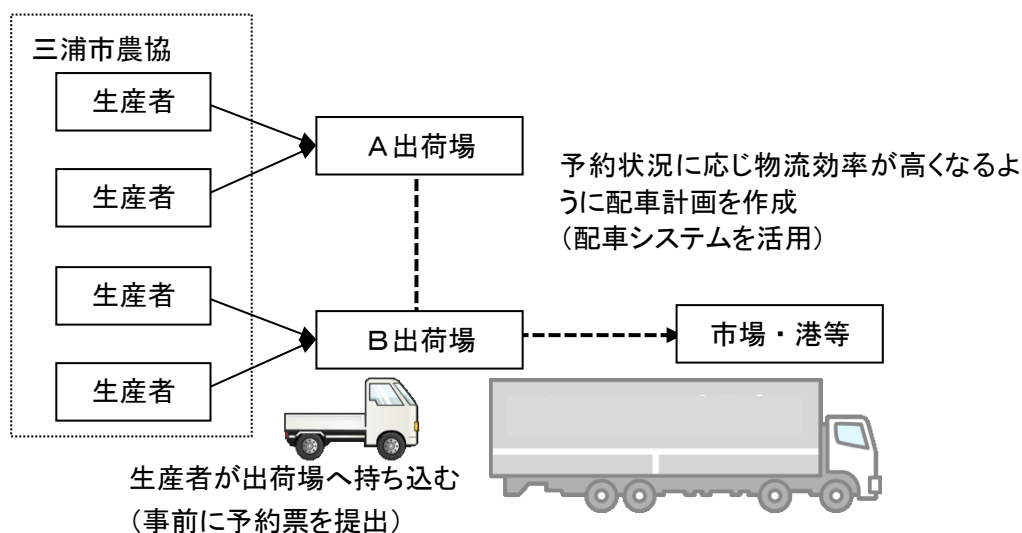 三浦市農協
生産者
生産者
生産者
生産者
Ａ出荷場
Ｂ出荷場
予約状況に応じ物流効率が高くなるよ
うに配車計画を作成
（配車システムを活用）
市場・港等
生産者が出荷場へ持ち込む
（事前に予約票を提出）